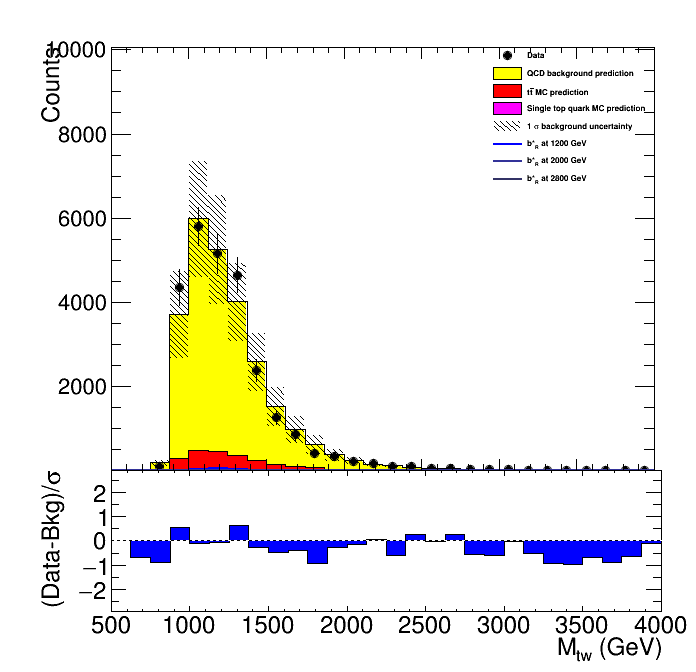 Counts
10000
8000
6000
4000
2000
Data
QCD background prediction
tt̅ MC prediction
Single top quark MC prediction
1 σ background uncertainty
b*R at 1200 GeV
b*R at 2000 GeV
b*R at 2800 GeV
(Data-Bkg)/σ
2
1
0
−1
−2
500 1000 1500 2000 2500 3000 3500 4000
Mtw (GeV)